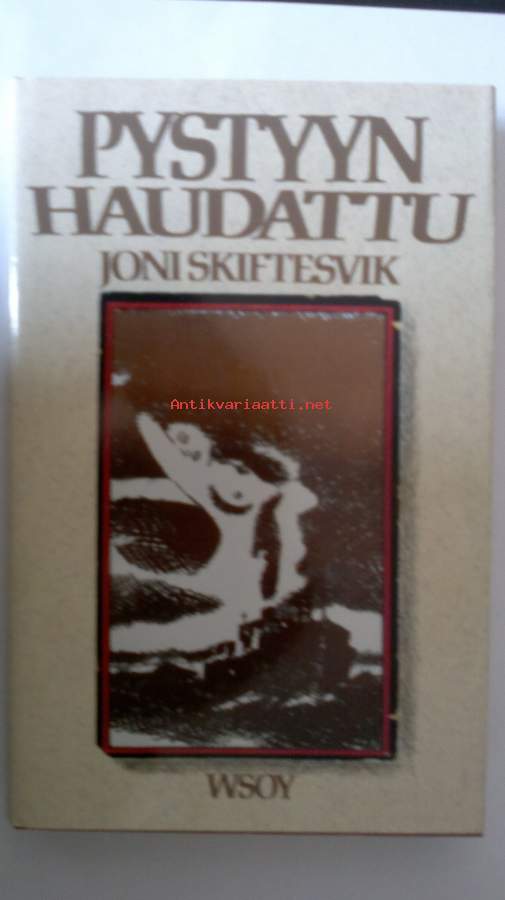 PYSTYYN
HAUDATTU
JONI SKIFTESVIK
Antikvariaatti.net
WSOY